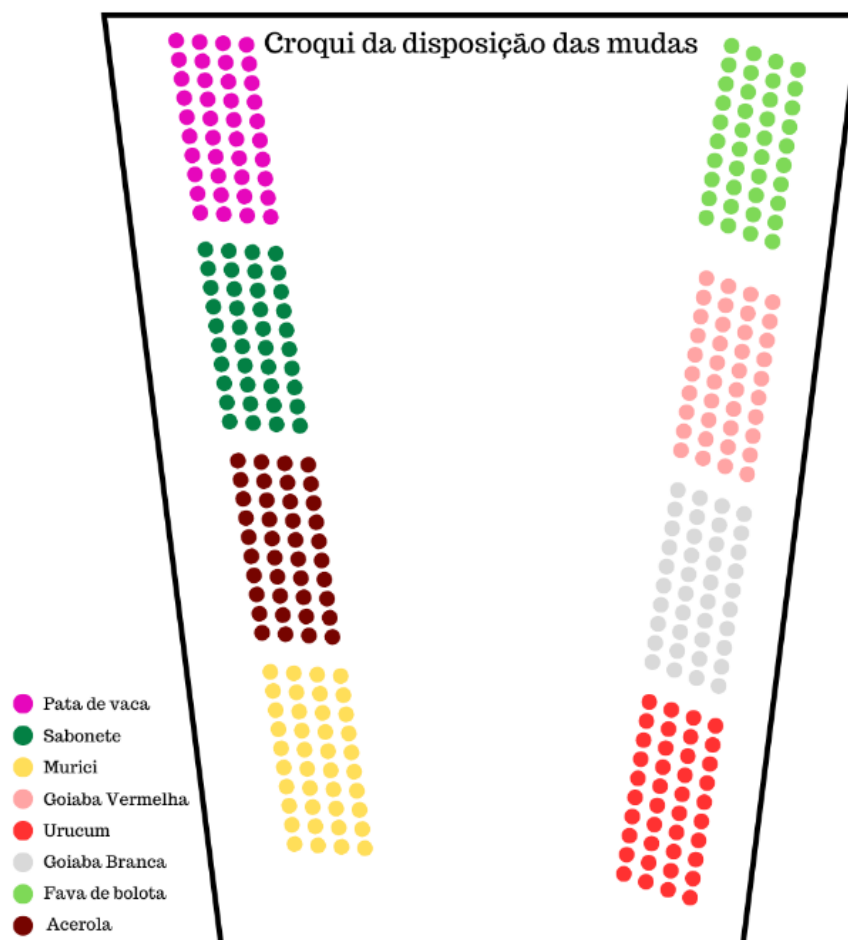 Croqui da disposição das mudas
Pata de vaca
Sabonete
Murici
Goiaba Vermelha
Urucum
Goiaba Branca
Fava de bolota
Acerola